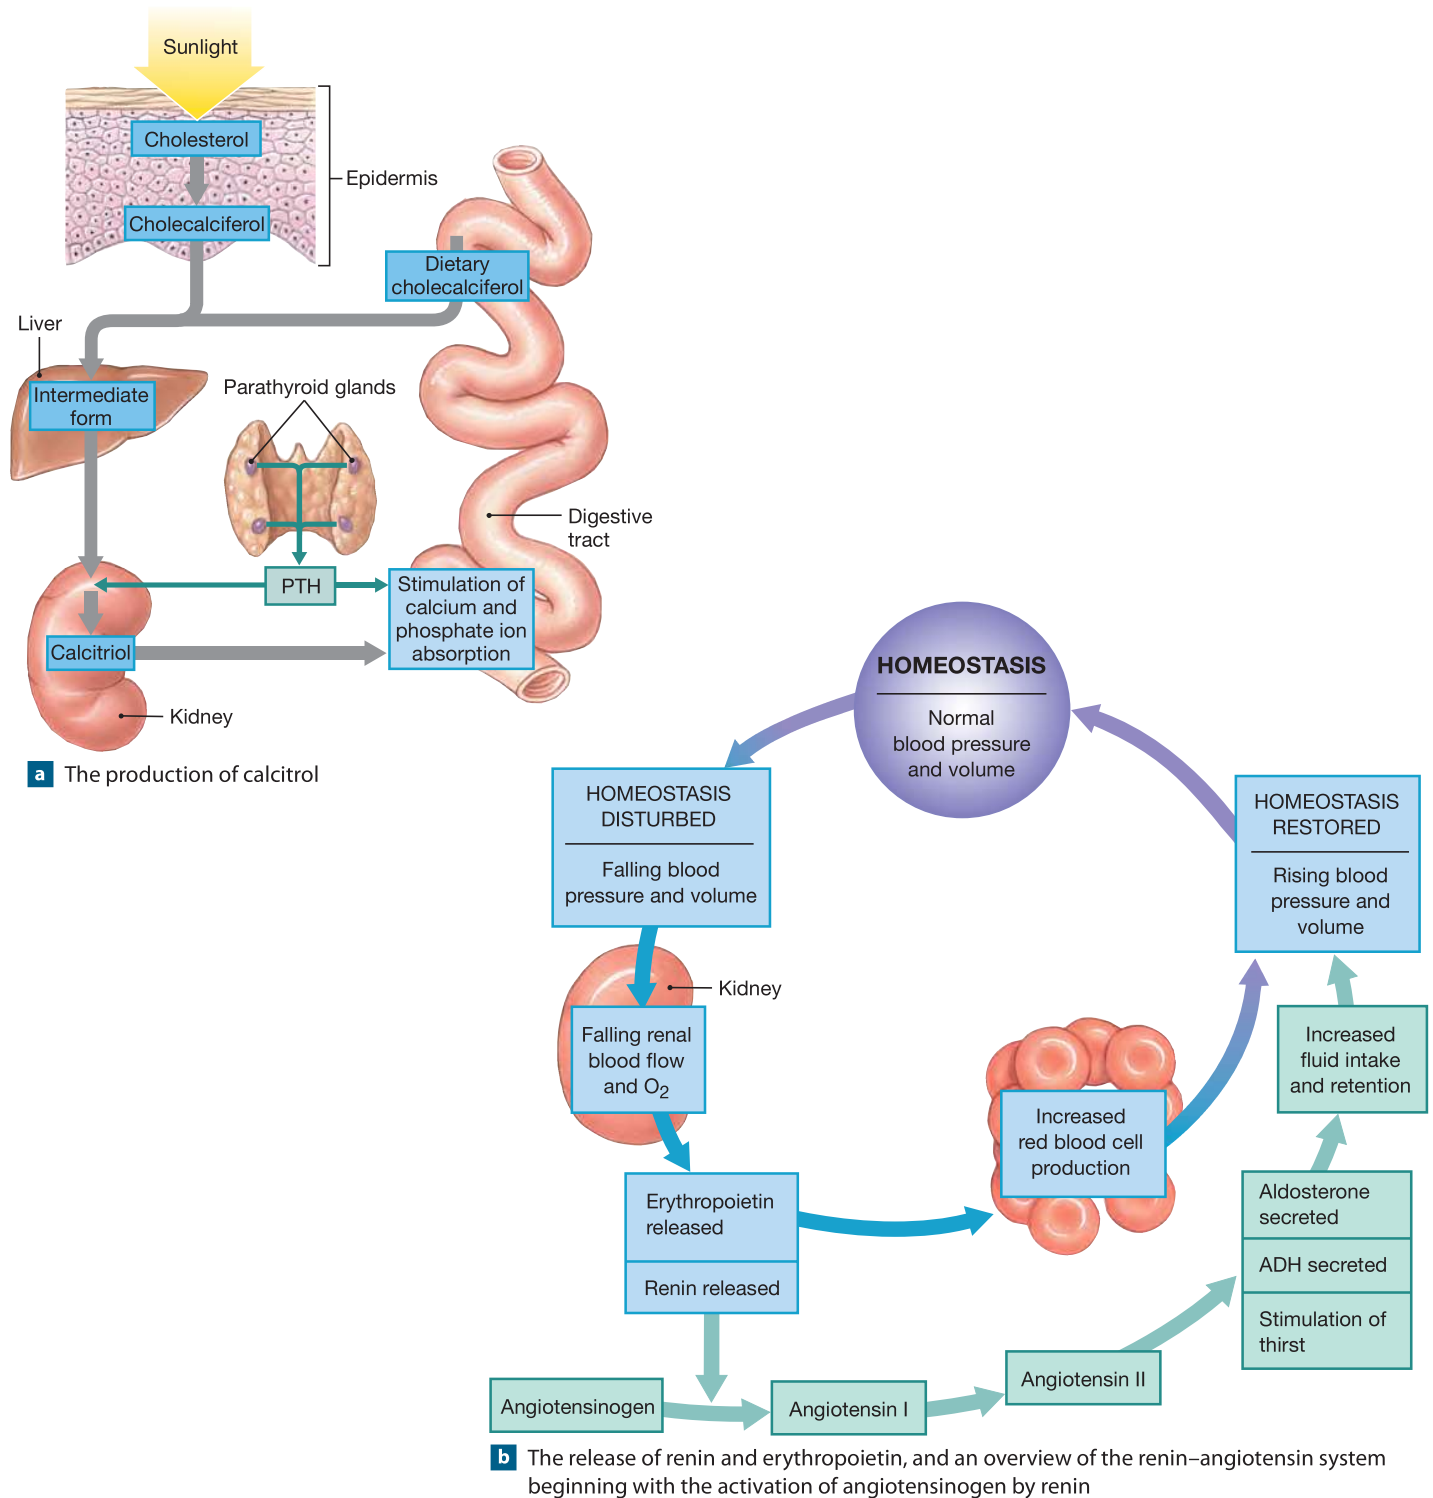 Sunlight
Cholesterol
Epidermis
Cholecalciferol
Dietary
cholecalciferol
Liver
Intermediate
form
Parathyroid glands
Digestive
tract
PTH
Stimulation of
calcium and
phosphate ion
absorption
Calcitriol
Kidney
a The production of calcitrol
HOMEOSTASIS
Normal
blood pressure
and volume
HOMEOSTASIS
DISTURBED
Falling blood
pressure and volume
HOMEOSTASIS
RESTORED
Rising blood
pressure and
volume
Kidney
Falling renal
blood flow
and O2
Increased
fluid intake
and retention
Increased
red blood cell
production
Erythropoietin
released
Renin released
Aldosterone
secreted
ADH secreted
Stimulation of
thirst
Angiotensinogen
Angiotensin I
Angiotensin II
b The release of renin and erythropoietin, and an overview of the renin–angiotensin system
beginning with the activation of angiotensinogen by renin